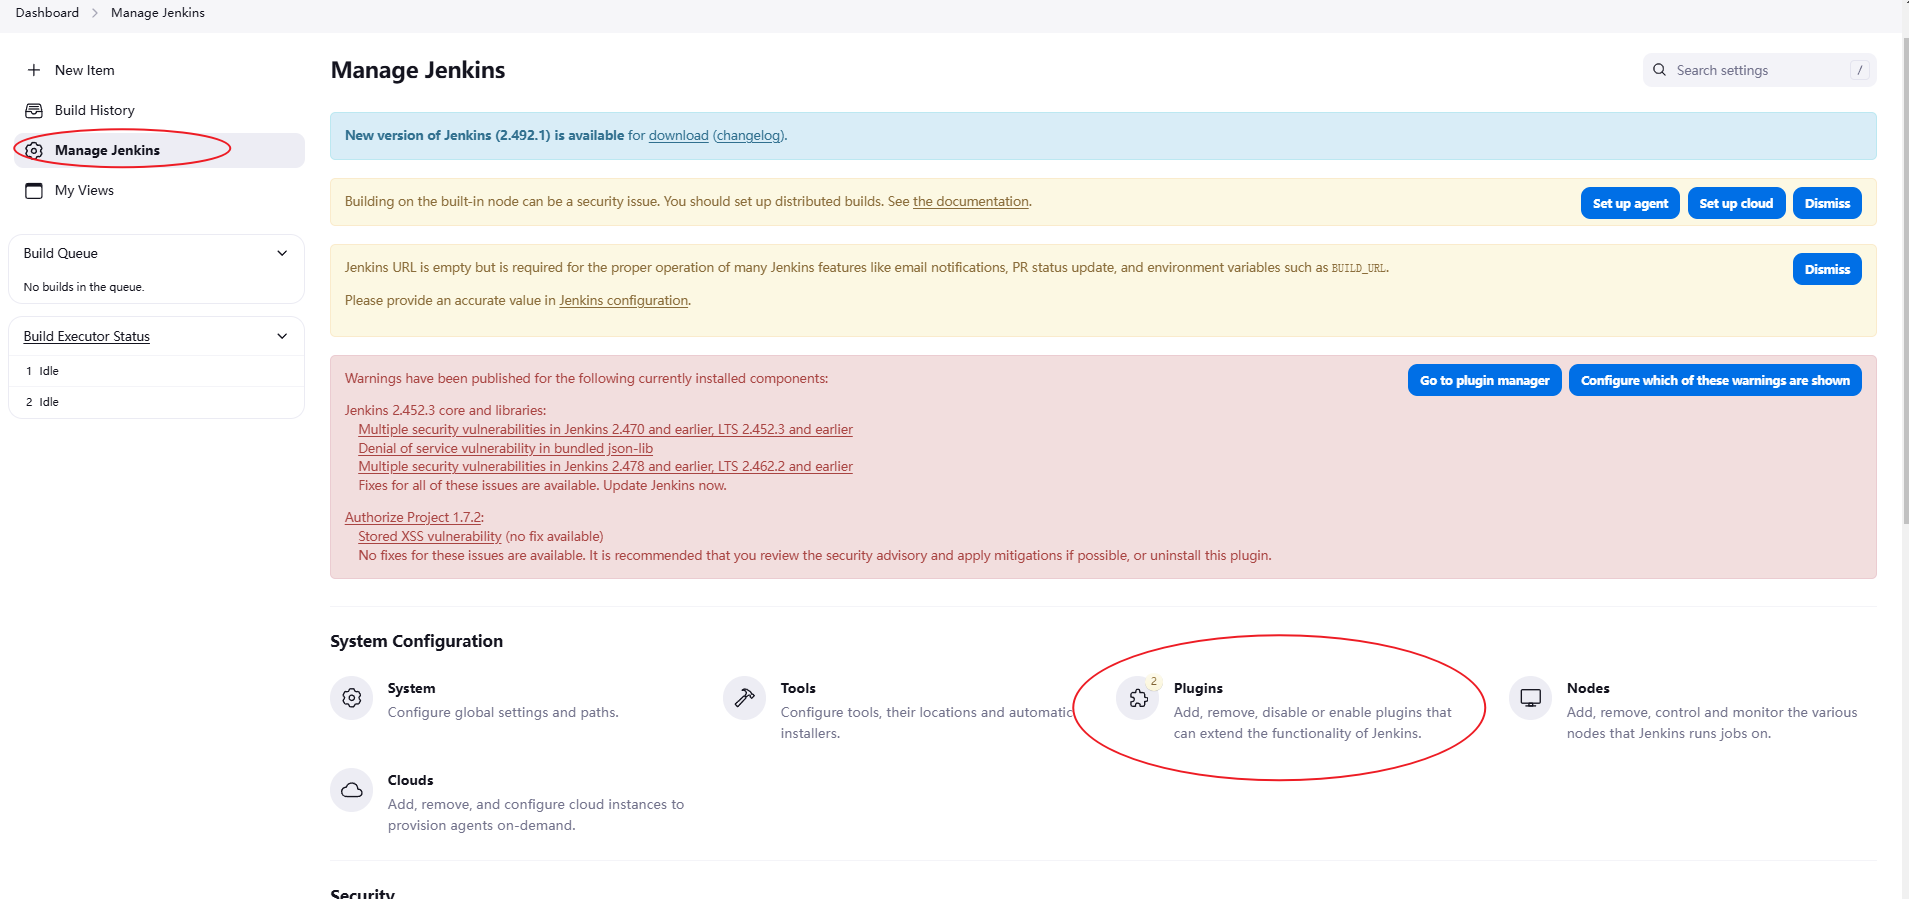 Dashboard > Manage Jenkins
New Item
Build History
Manage Jenkins
My Views
Build Queue
No builds in the queue.
Build Executor Status
1 Idle
2 Idle
Manage Jenkins
Search settings /
New version of Jenkins (2.492.1) is available for download (changelog).
Building on the built-in node can be a security issue. You should set up distributed builds. See the documentation.
Set up agent Set up cloud Dismiss
Jenkins URL is empty but is required for the proper operation of many Jenkins features like email notifications, PR status update, and environment variables such as BUILD_URL.
Dismiss
Please provide an accurate value in Jenkins configuration.
Warnings have been published for the following currently installed components:
Go to plugin manager Configure which of these warnings are shown
Jenkins 2.452.3 core and libraries:
Multiple security vulnerabilities in Jenkins 2.470 and earlier, LTS 2.452.3 and earlier
Denial of service vulnerability in bundled json-lib
Multiple security vulnerabilities in Jenkins 2.478 and earlier, LTS 2.462.2 and earlier
Fixes for all of these issues are available. Update Jenkins now.
Authorize Project 1.7.2:
Stored XSS vulnerability (no fix available)
No fixes for these issues are available. It is recommended that you review the security advisory and apply mitigations if possible, or uninstall this plugin.
System Configuration
System
Configure global settings and paths.
Tools
Configure tools, their locations and automatic
installers.
2
Plugins
Add, remove, disable or enable plugins that
can extend the functionality of Jenkins.
Nodes
Add, remove, control and monitor the various
nodes that Jenkins runs jobs on.
Clouds
Add, remove, and configure cloud instances to
provision agents on-demand.
Security